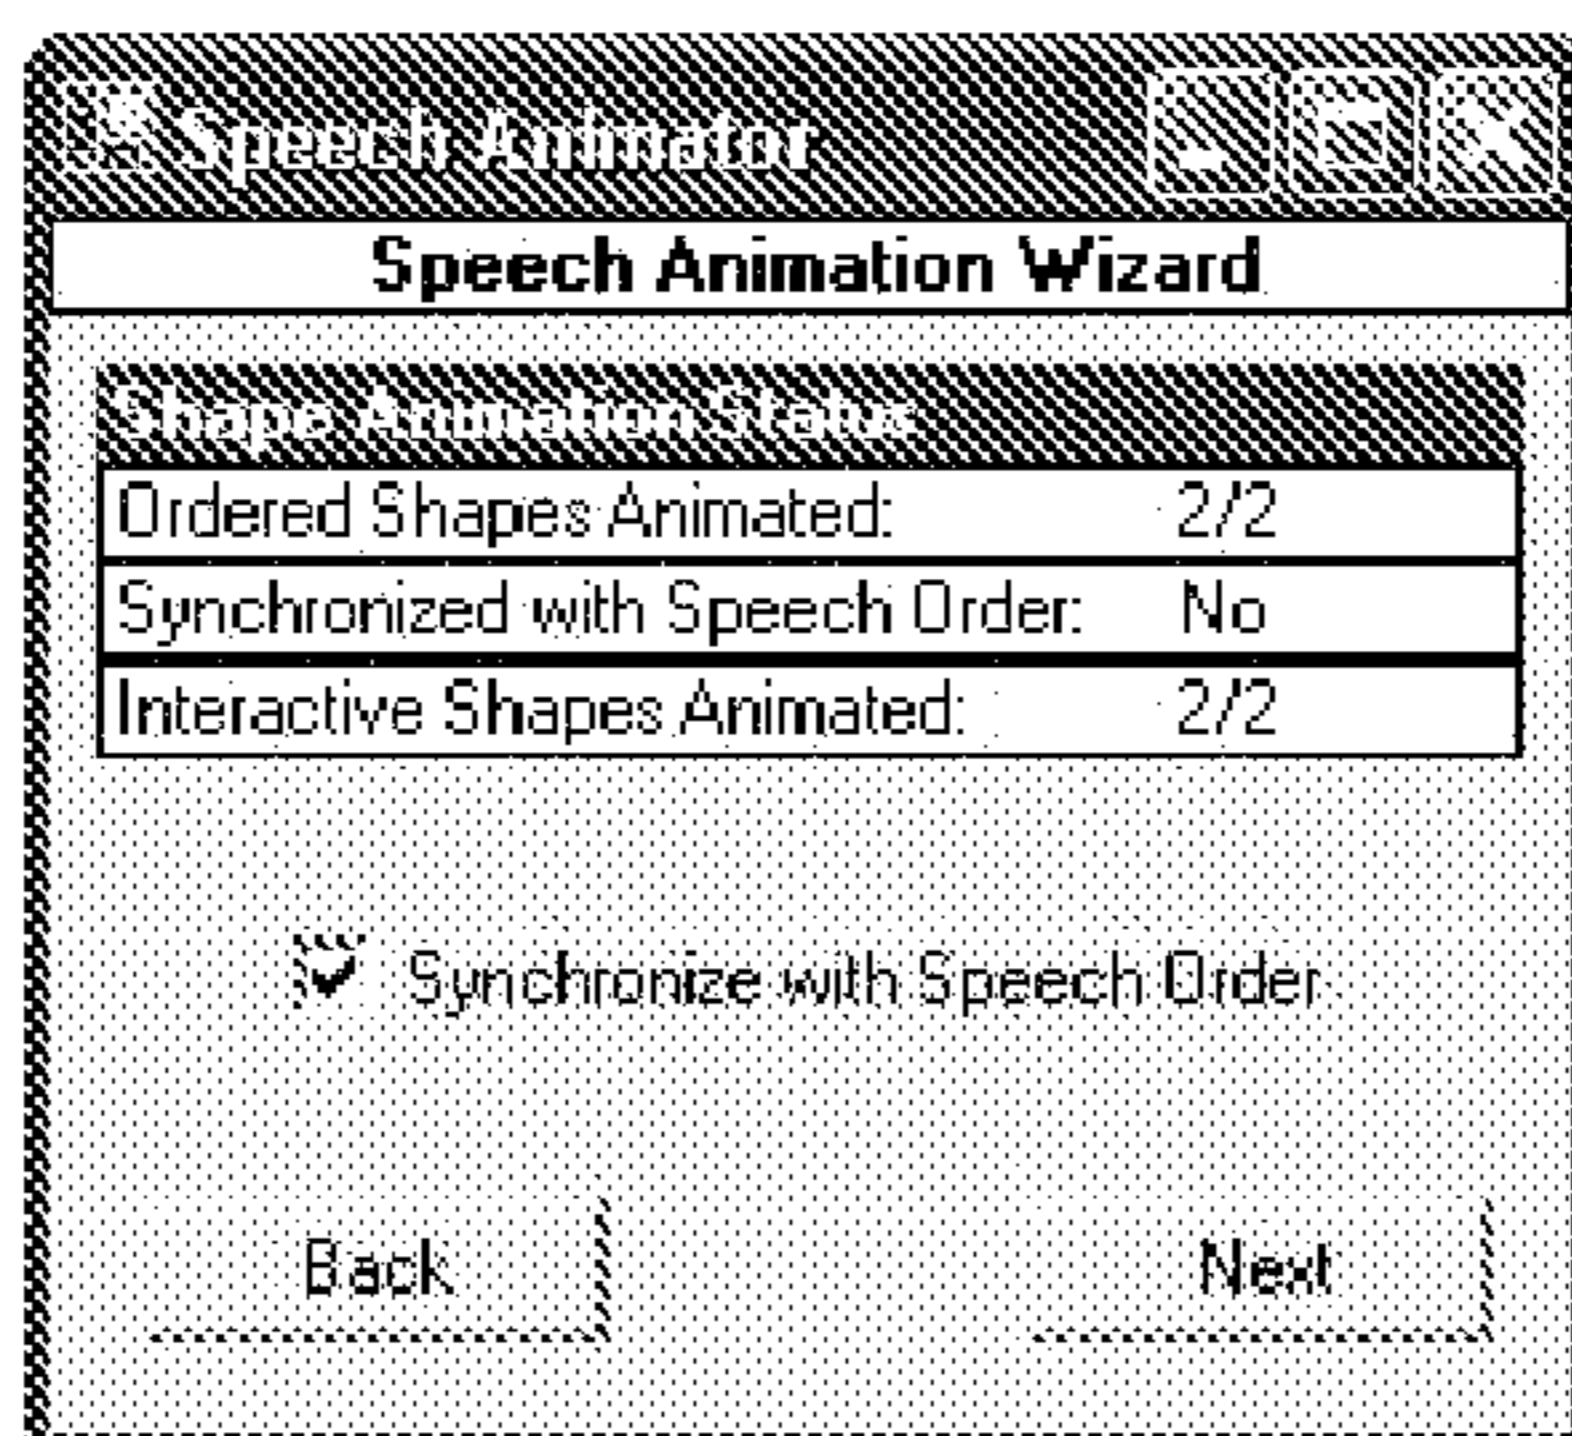 Speech Animator
Speech Animation Wizard
Shape Animation Status
Ordered Shapes Animated: 2/2
Synchronized with Speech Order: No
Interactive Shapes Animated: 2/2
Synchronize with Speech Order
Back Next